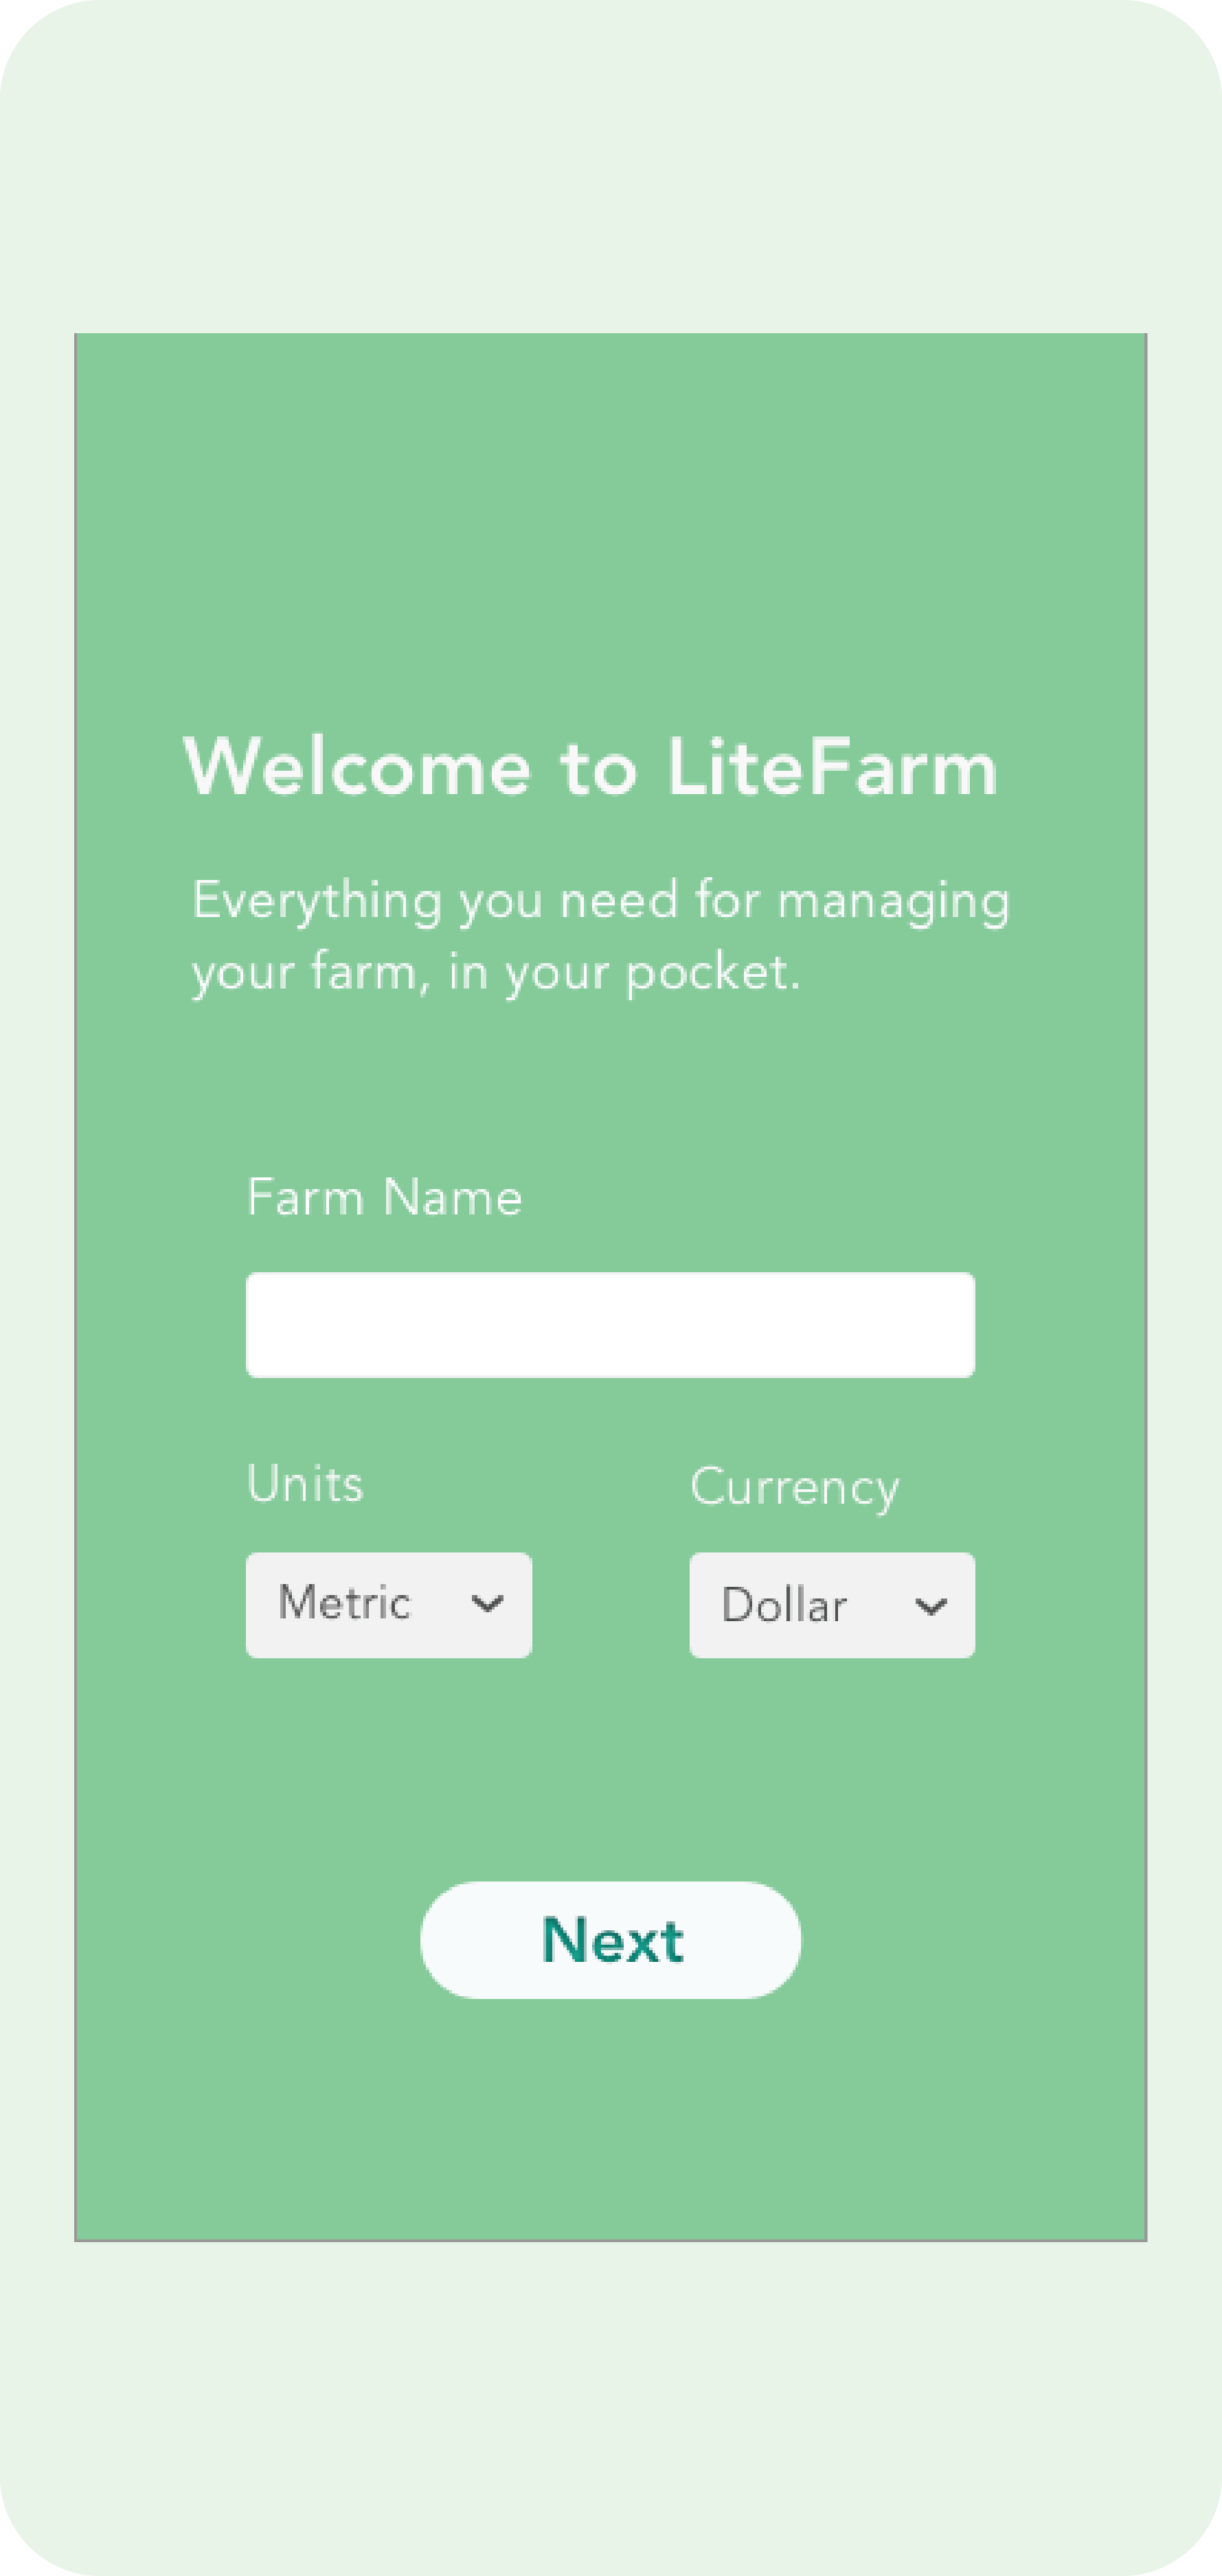 Welcome to LiteFarm
Everything you need for managing
your farm, in your pocket.
Farm Name
Units
Currency
Metric
Dollar
Next